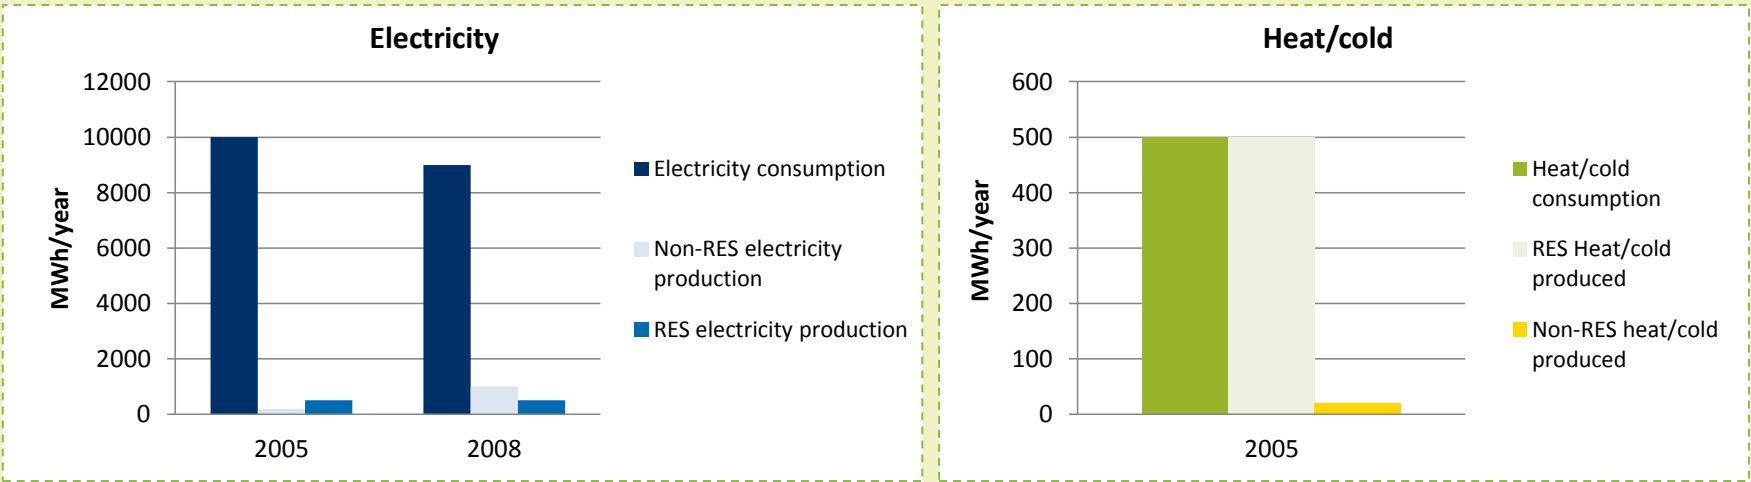 Electricity
12000
10000
8000
6000
4000
2000
0
MWh/year
2005
2008
Electricity consumption
Non-RES electricity
production
RES electricity production
Heat/cold
600
500
400
300
200
100
0
MWh/year
2005
Heat/cold
consumption
RES Heat/cold
produced
Non-RES heat/cold
produced